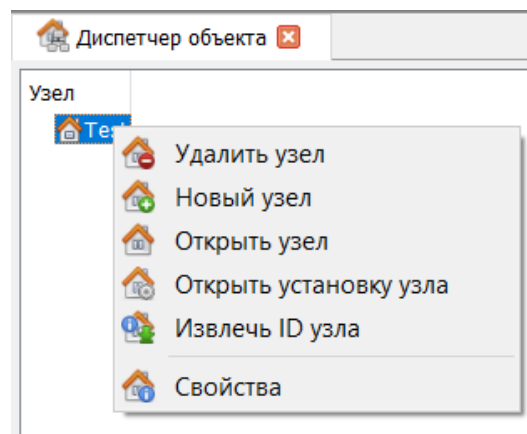 Диспетчер объекта
Узел
Удалить узел
Новый узел
Открыть узел
Открыть установку узла
Извлечь ID узла
Свойства